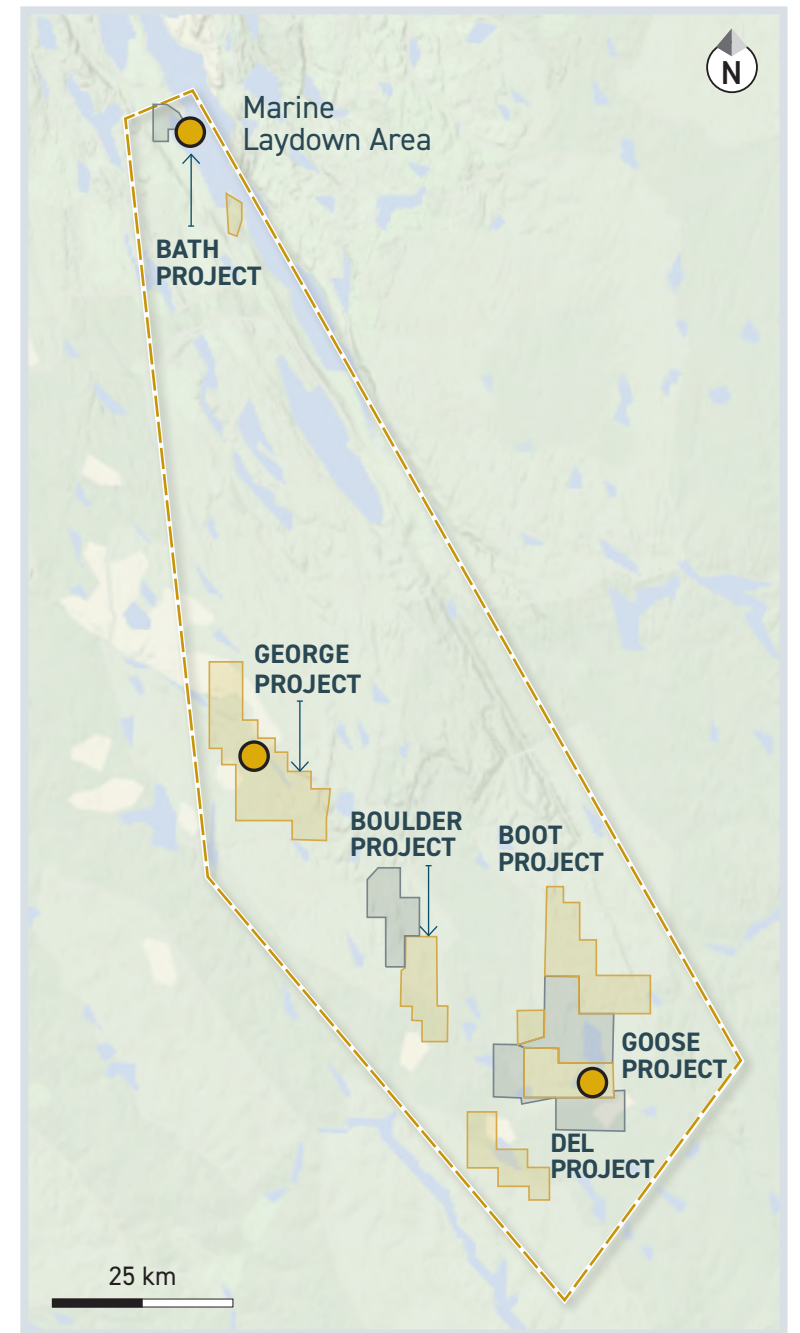 N
Marine
Laydown Area
BATH
PROJECT
GEORGE
PROJECT
BOULDER
PROJECT
BOOT
PROJECT
GOOSE
PROJECT
DEL
PROJECT
25 km